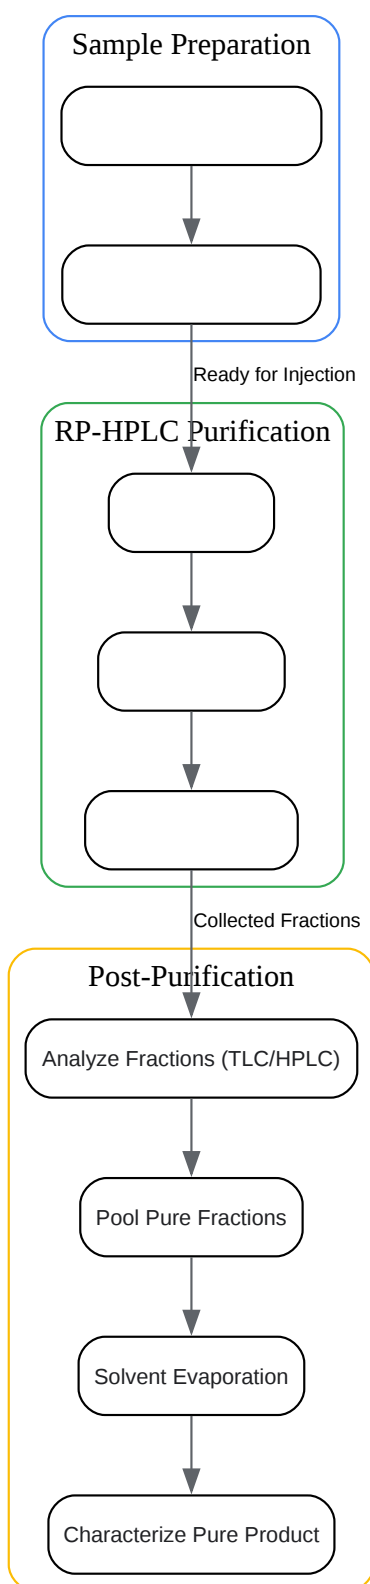 Sample Preparation
Ready for Injection
RP-HPLC Purification
Collected Fractions
Post-Purification
Analyze Fractions (TLC/HPLC)
Pool Pure Fractions
Solvent Evaporation
Characterize Pure Product